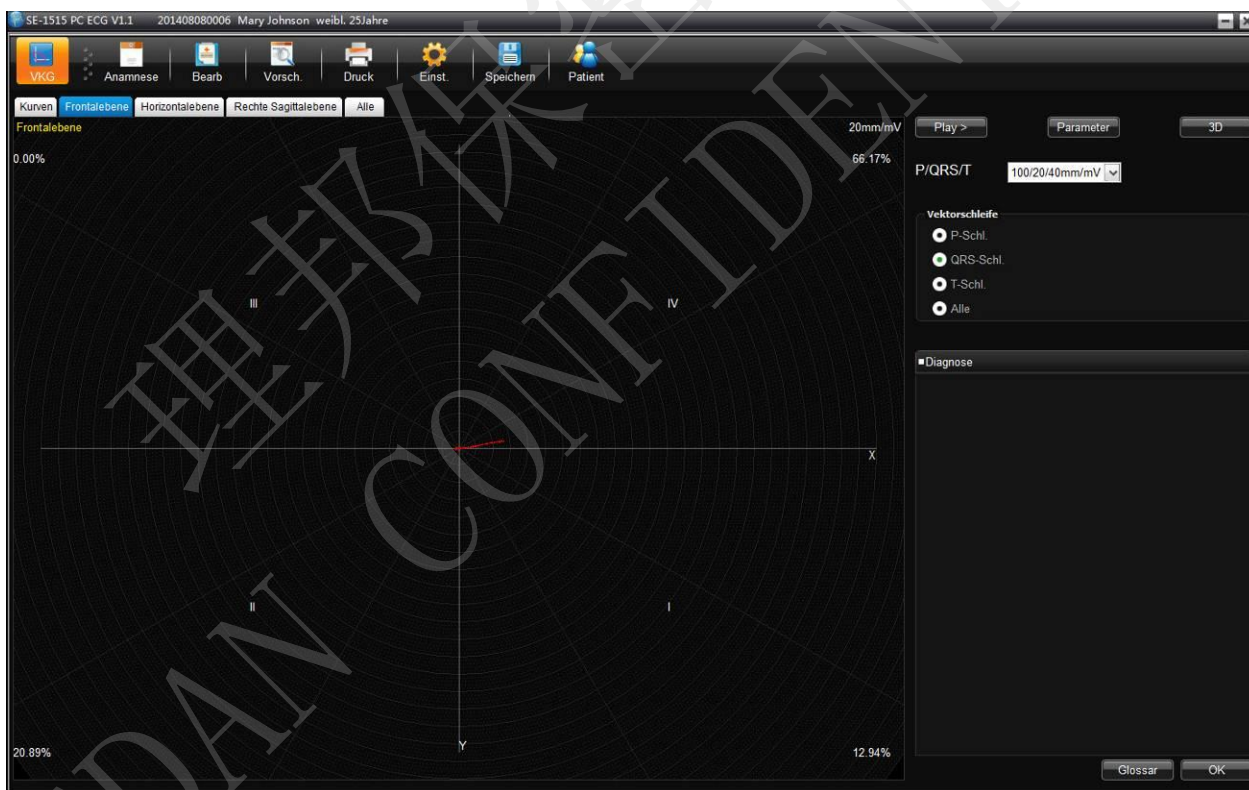 SE-1515 PC ECG V1.1 201408080006 Mary Johnson weibl. 25Jahre
VKG Anamnese Bearb Vorsch. Druck Einst. Speichern Patient
Kurven Frontalebene Horizontalebene Rechte Sagittalebene Alle
Frontalebene 20mm/mV
0.00% 66.17%
III IV
X
II I
Y
20.89% 12.94%
Play > Parameter 3D
P/QRS/T 100/20/40mm/mV
Vektorschleife
P-Schl.
QRS-Schl.
T-Schl.
Alle
Diagnose
Glossar OK
理邦保密
DAN CONFIDENT